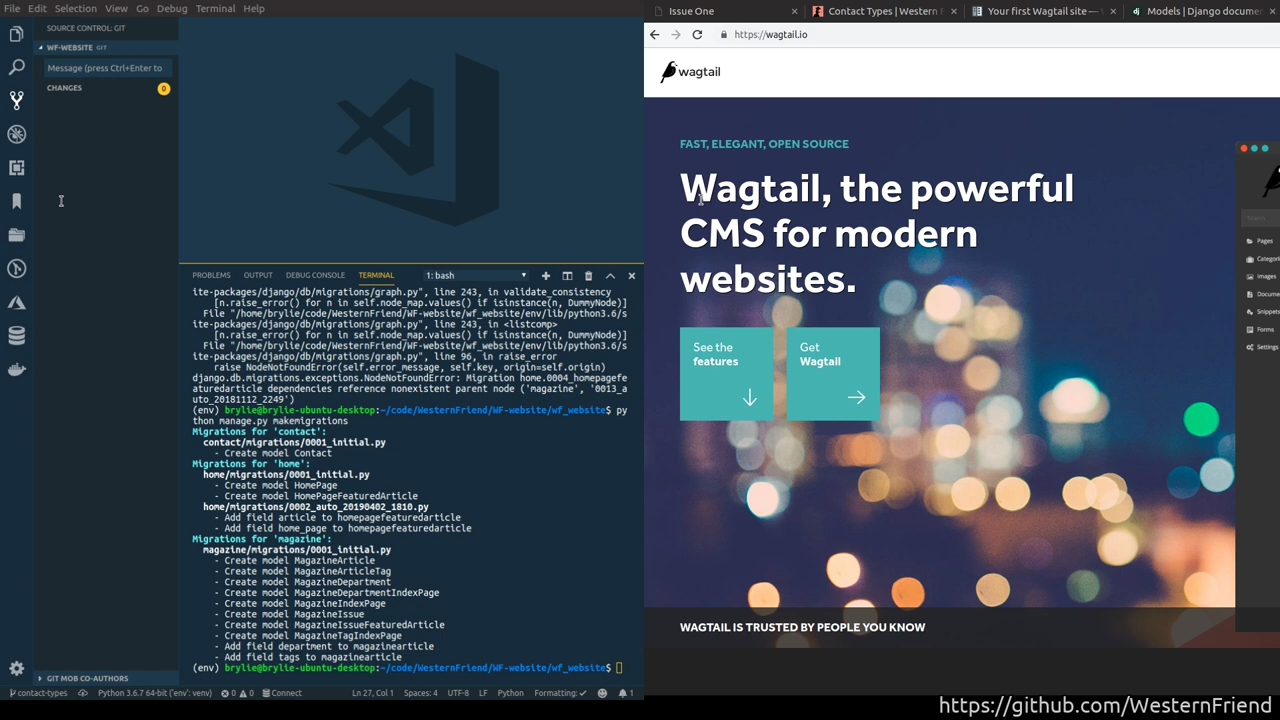 File Edit Selection View Go Debug Terminal Help
SOURCE CONTROL: GIT
WF-WEBSITE GIT
Message (press Ctrl+Enter to
CHANGES
0
PROBLEMS OUTPUT DEBUG CONSOLE TERMINAL 1: bash
ite-packages/django/db/migrations/graph.py", line 243, in validate_consistency
[n.raise_error() for n in self.node_map.values() if isinstance(n, DummyNode)]
File "/home/brylie/code/WesternFriend/WF-website/wf_website/env/lib/python3.6/s
ite-packages/django/db/migrations/graph.py", line 243, in <listcomp>
[n.raise_error() for n in self.node_map.values() if isinstance(n, DummyNode)]
File "/home/brylie/code/WesternFriend/WF-website/wf_website/env/lib/python3.6/s
ite-packages/django/db/migrations/graph.py", line 96, in raise_error
raise NodeNotFoundError(self.error_message, self.key, origin=self.origin)
django.db.migrations.exceptions.NodeNotFoundError: Migration home.0004_homepagefe
aturedarticle dependencies reference nonexistent parent node ('magazine', '0013_a
uto_20181112_2249')
(env) brylie@brylie-ubuntu-desktop:~/code/WesternFriend/WF-website/wf_website$ py
thon manage.py makemigrations
Migrations for 'contact':
contact/migrations/0001_initial.py
- Create model Contact
Migrations for 'home':
home/migrations/0001_initial.py
- Create model HomePage
- Create model HomePageFeaturedArticle
home/migrations/0002_auto_20190402_1810.py
- Add field article to homepagefeaturedarticle
- Add field home_page to homepagefeaturedarticle
Migrations for 'magazine':
magazine/migrations/0001_initial.py
- Create model MagazineArticle
- Create model MagazineArticleTag
- Create model MagazineDepartment
- Create model MagazineDepartmentIndexPage
- Create model MagazineIndexPage
- Create model MagazineIssue
- Create model MagazineIssueFeaturedArticle
- Create model MagazineTagIndexPage
- Add field department to magazinearticle
- Add field tags to magazinearticle
(env) brylie@brylie-ubuntu-desktop:~/code/WesternFriend/WF-website/wf_website$
GIT MOB CO-AUTHORS
contact-types Python 3.6.7 64-bit ('env': venv) 0 0 Connect Ln 27, Col 1 Spaces: 4 UTF-8 LF Python Formatting: 1
Issue One Contact Types | Western F Your first Wagtail site — Models | Django docume
https://wagtail.io
wagtail
FAST, ELEGANT, OPEN SOURCE
Wagtail, the powerful
CMS for modern
websites.
See the
features
Get
Wagtail
Search
Pages
Categori
Images
Docume
Snippets
Forms
Settings
WAGTAIL IS TRUSTED BY PEOPLE YOU KNOW
https://github.com/WesternFriend